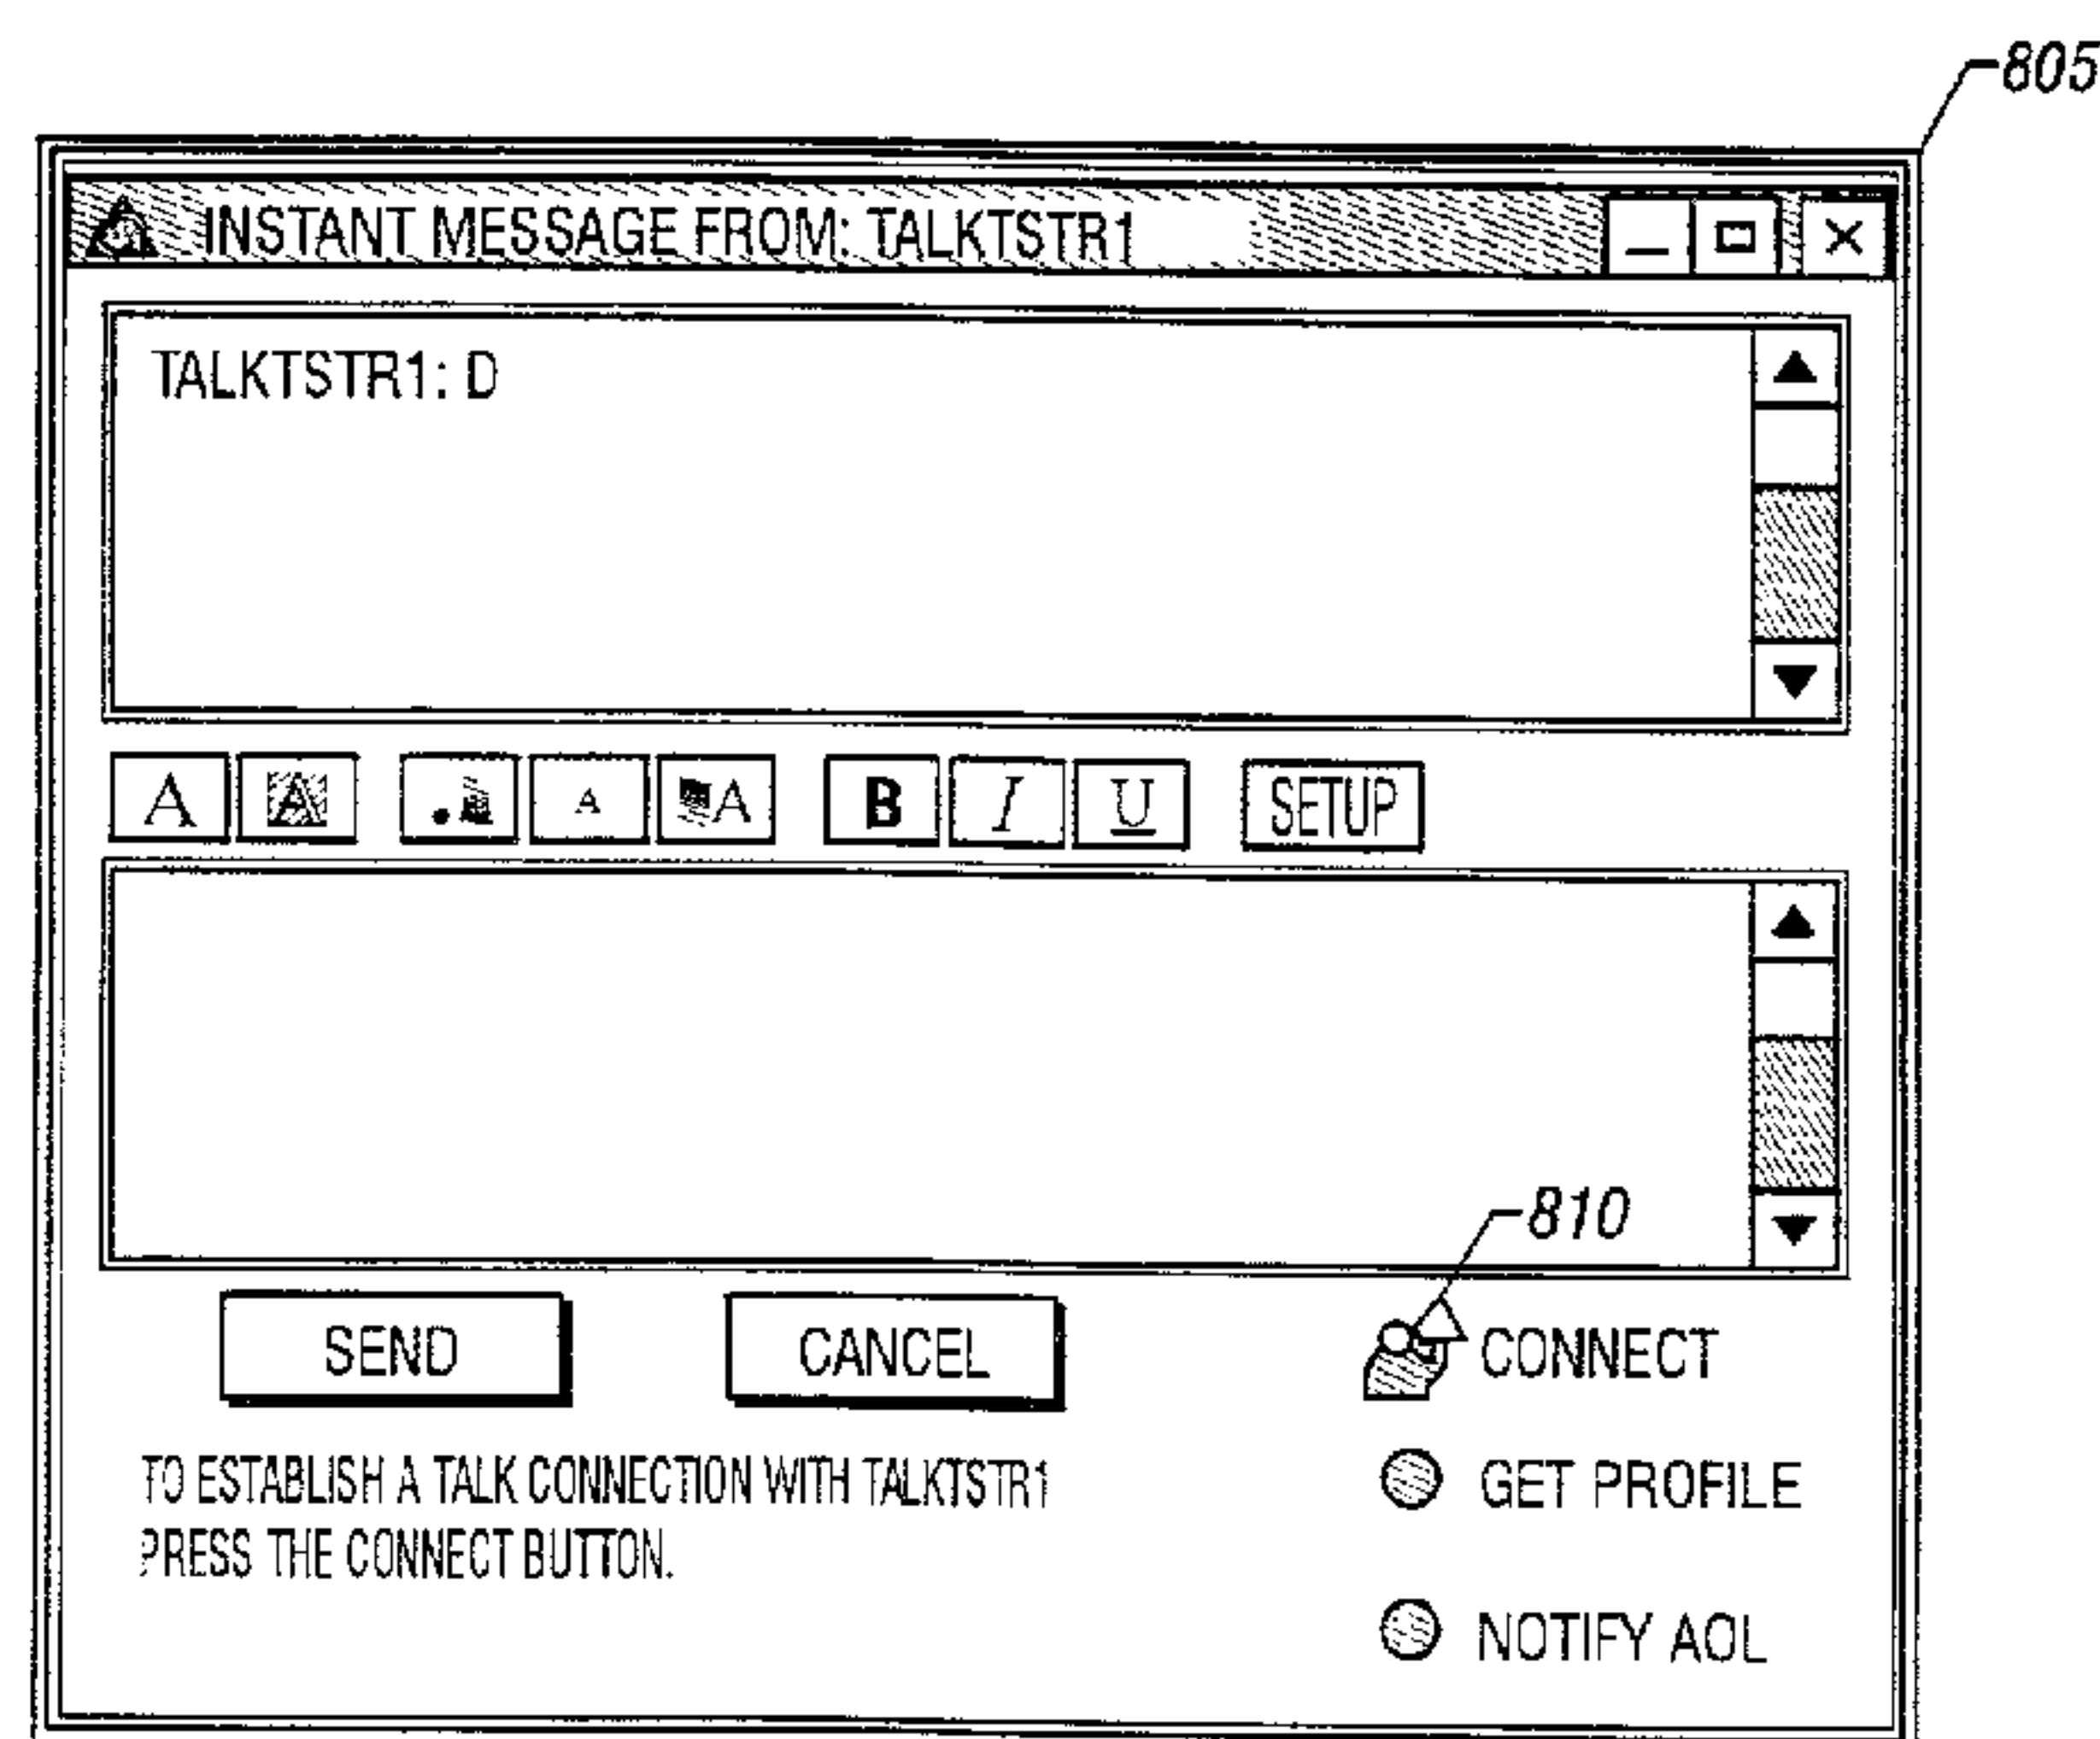 805
INSTANT MESSAGE FROM: TALKTSTR1
TALKTSTR1: D
A A A A A B I U SETUP
810
SEND CANCEL CONNECT
TO ESTABLISH A TALK CONNECTION WITH TALKTSTR1
PRESS THE CONNECT BUTTON.
GET PROFILE
NOTIFY AOL